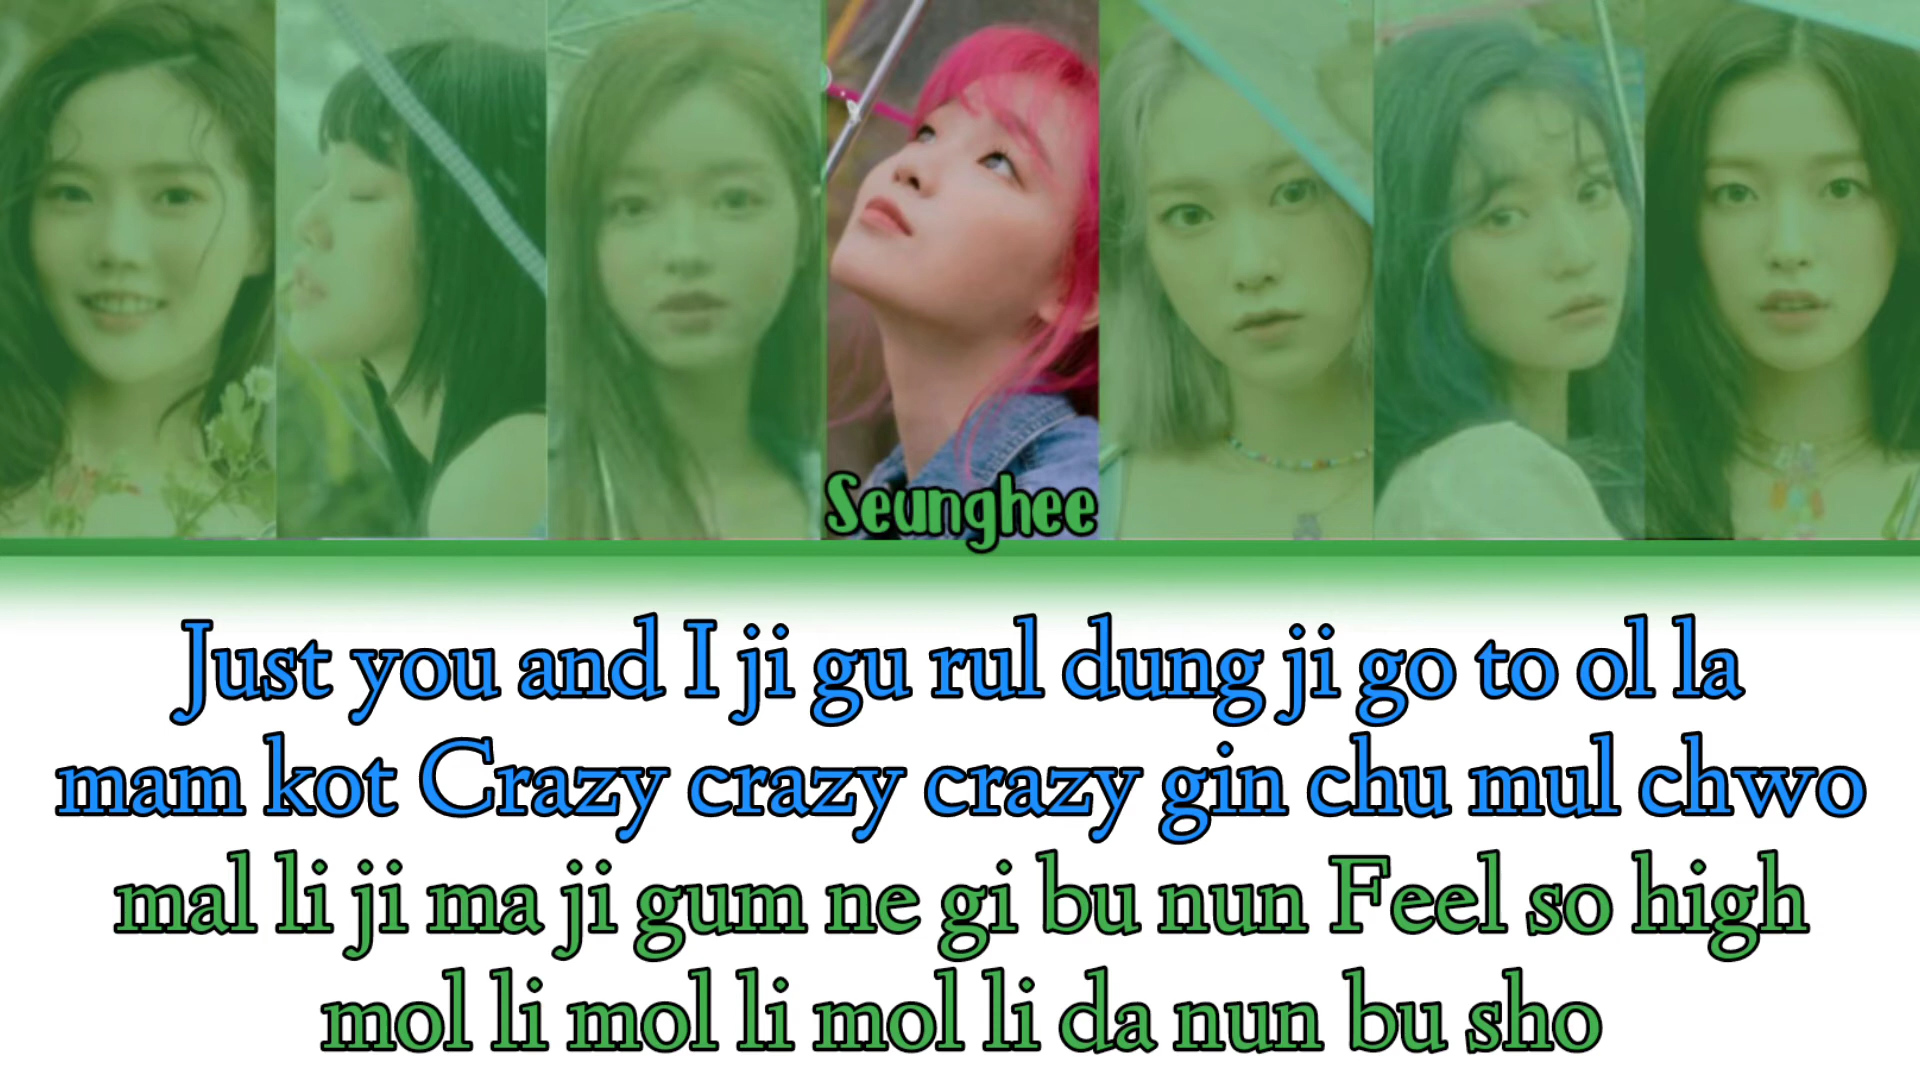 Seunghee
Just you and I ji gu rul dung ji go to ol la
mam kot Crazy crazy crazy gin chu mul chwo
mal li ji ma ji gum ne gi bu nun Feel so high
mol li mol li mol li da nun bu sho